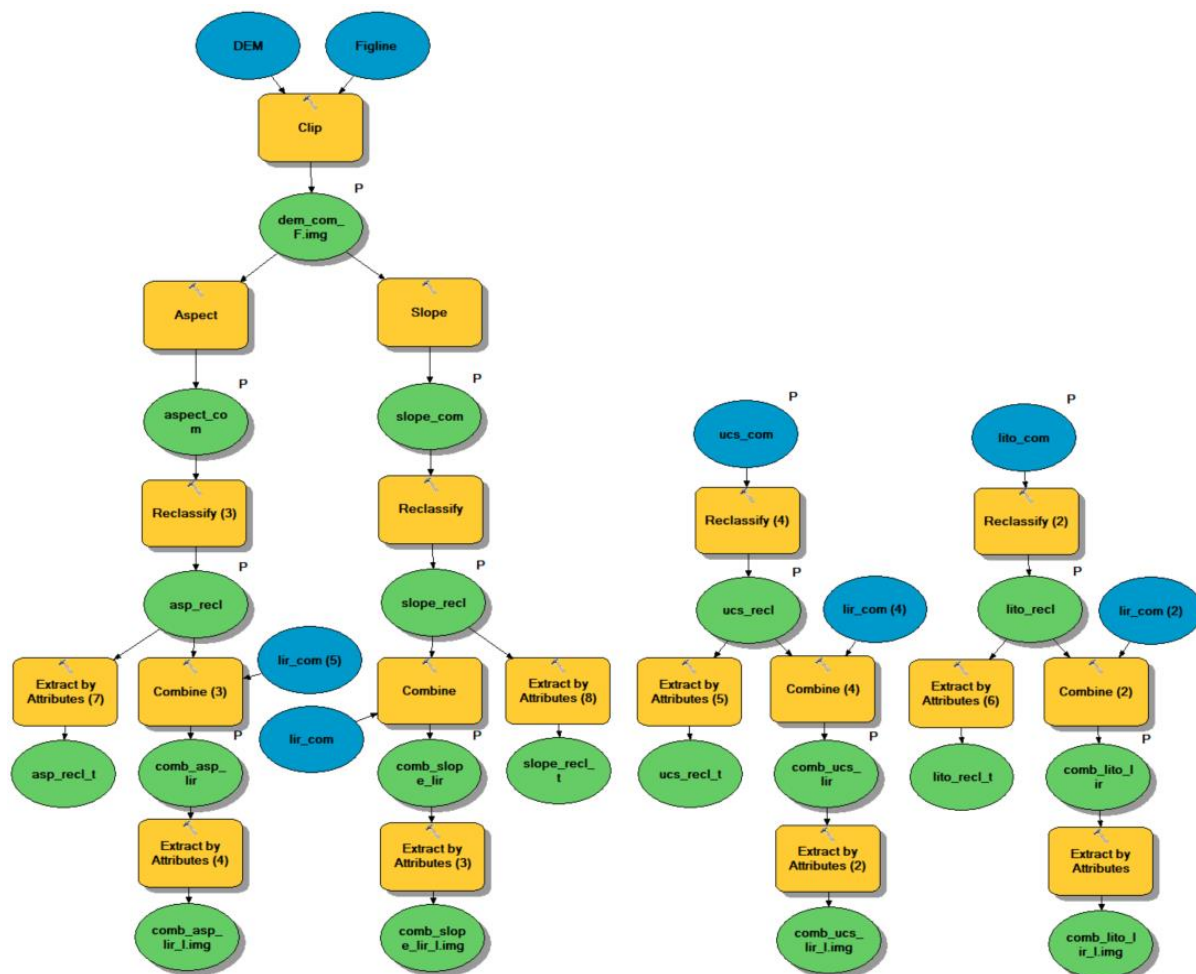 DEM
Figline
Clip
P
dem_com_
F.img
Aspect
Slope
P
aspect_co
m
P
slope_com
P
ucs_com
P
lito_com
Reclassify (3)
Reclassify
Reclassify (4)
Reclassify (2)
P
asp_recl
P
slope_recl
P
ucs_recl
lir_com (4)
P
lito_recl
lir_com (2)
lir_com (5)
Extract by
Attributes (7)
Combine (3)
Combine
Extract by
Attributes (8)
Extract by
Attributes (5)
Combine (4)
Extract by
Attributes (6)
Combine (2)
lir_com
asp_recl_t
P
comb_asp_
lir
P
comb_slop
e_lir
slope_recl_
t
ucs_recl_t
P
comb_ucs_
lir
lito_recl_t
P
comb_lito_l
ir
Extract by
Attributes (4)
Extract by
Attributes (3)
Extract by
Attributes (2)
Extract by
Attributes
comb_asp_
lir_l.img
comb_slop
e_lir_l.img
comb_ucs_
lir_l.img
comb_lito_l
ir_l.img